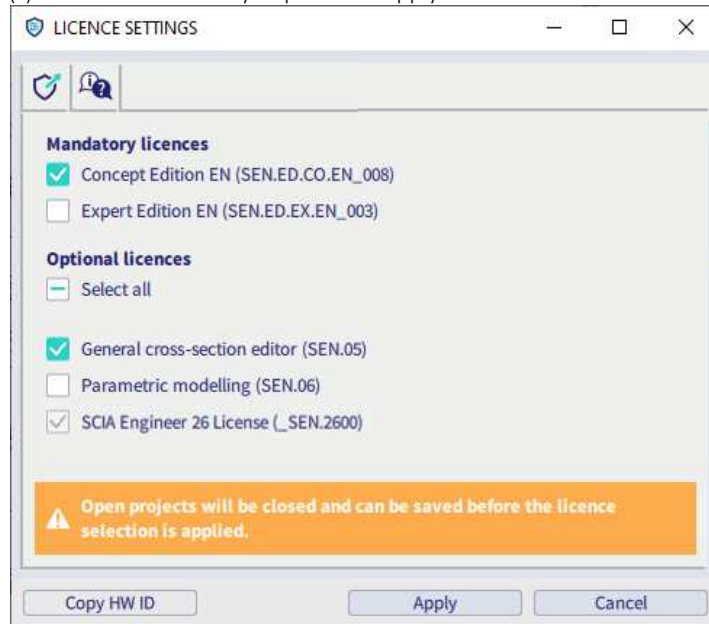 LICENCE SETTINGS
Mandatory licences
Concept Edition EN (SEN.ED.CO.EN_008)
Expert Edition EN (SEN.ED.EX.EN_003)
Optional licences
Select all
General cross-section editor (SEN.05)
Parametric modelling (SEN.06)
SCIA Engineer 26 License (_SEN.2600)
Open projects will be closed and can be saved before the licence
selection is applied.
Copy HW ID
Apply
Cancel